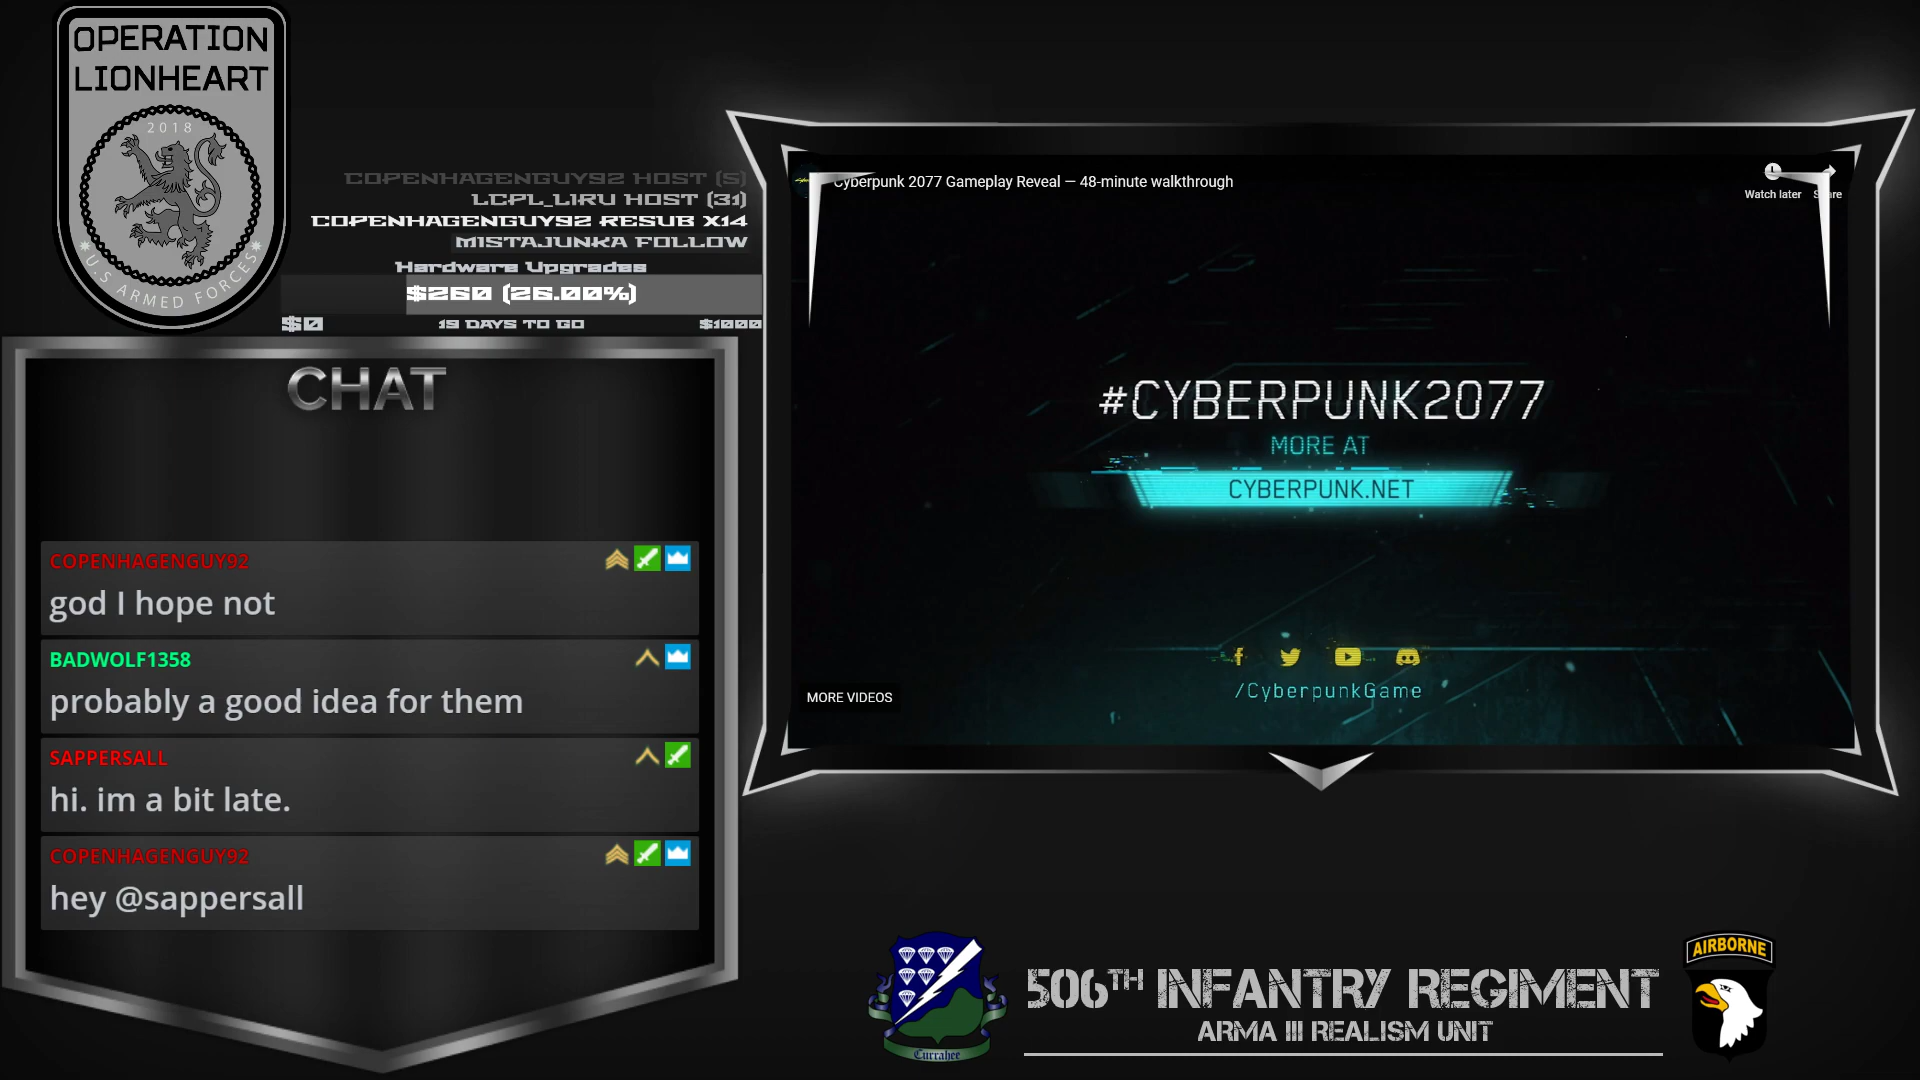 OPERATION
LIONHEART
2018
U.S ARMED FORCES
COPENHAGENGUY92 HOST (5)
LCPL_LIRU HOST (31)
COPENHAGENGUY92 RESUB X14
MISTAJUNKA FOLLOW
Hardware Upgrades
$260 (26.00%)
$0 19 DAYS TO GO $1000
CHAT
COPENHAGENGUY92
god I hope not
BADWOLF1358
probably a good idea for them
SAPPERSALL
hi. im a bit late.
COPENHAGENGUY92
hey @sappersall
Cyberpunk 2077 Gameplay Reveal — 48-minute walkthrough
Watch later Share
#CYBERPUNK2077
MORE AT
CYBERPUNK.NET
/CyberpunkGame
MORE VIDEOS
Currahee
506TH INFANTRY REGIMENT
ARMA III REALISM UNIT
AIRBORNE